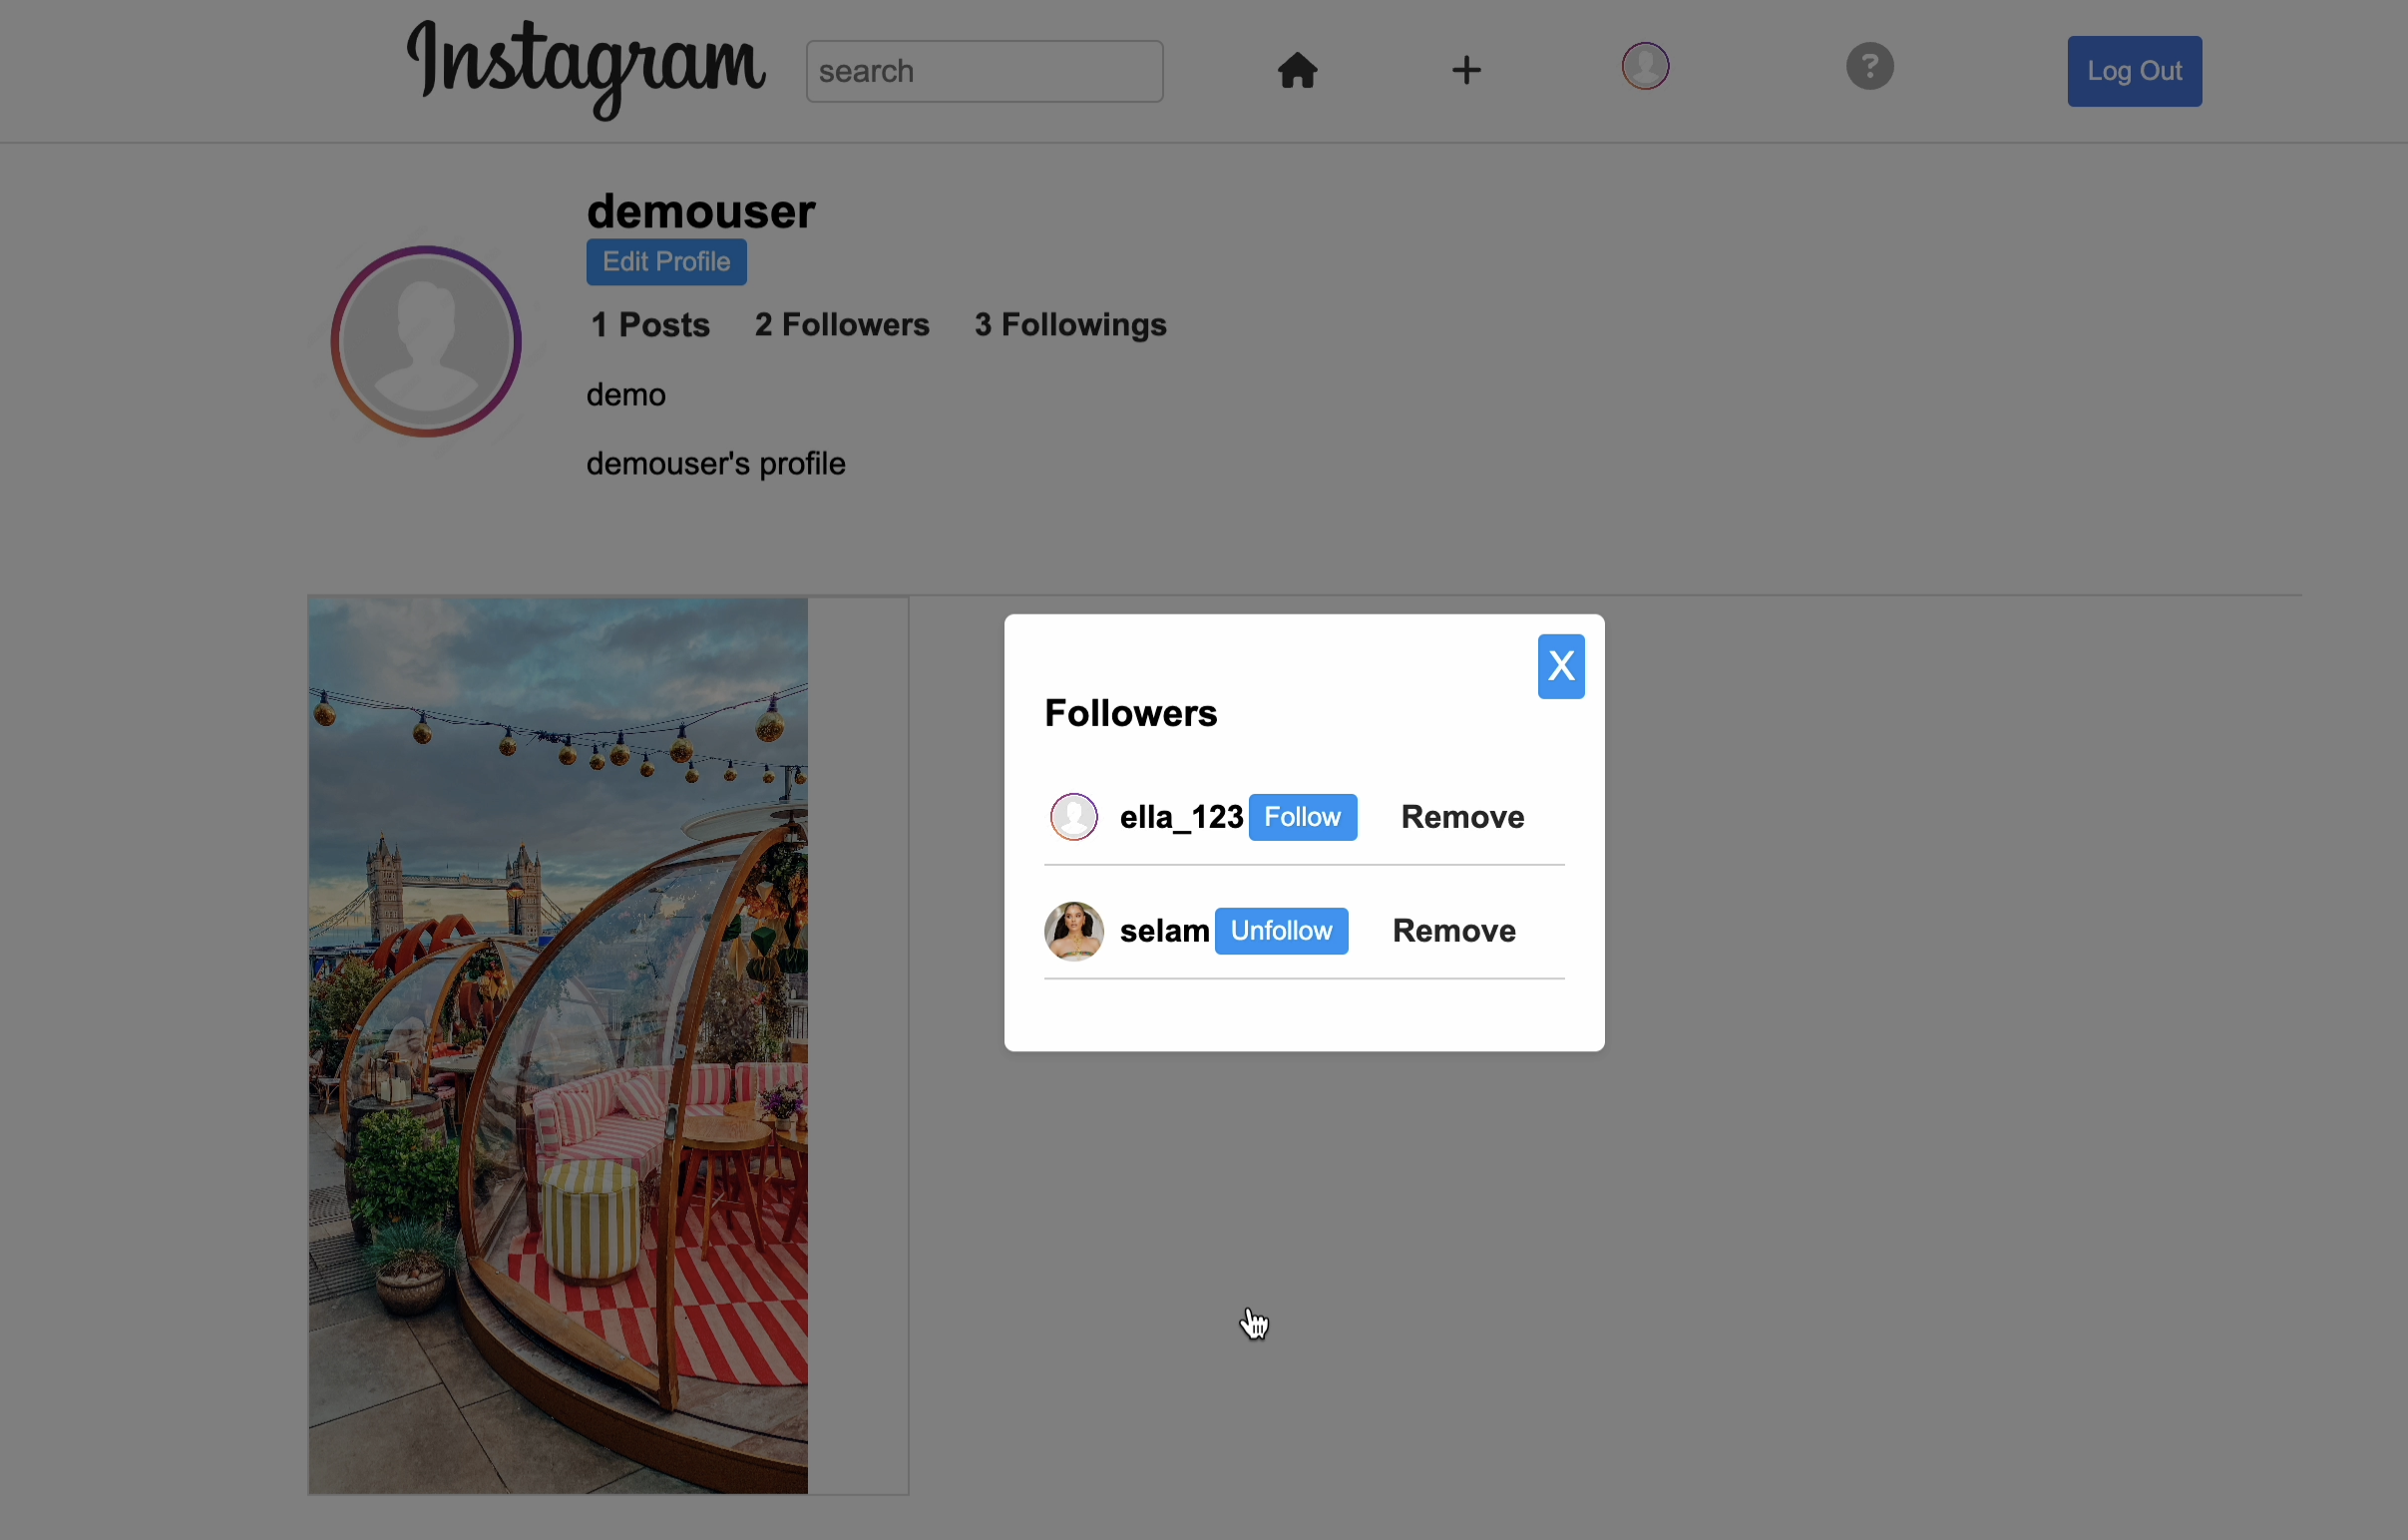 Instagram search ? Log Out
demouser
Edit Profile
1 Posts 2 Followers 3 Followings
demo
demouser's profile
X
Followers
ella_123 Follow Remove
selam Unfollow Remove